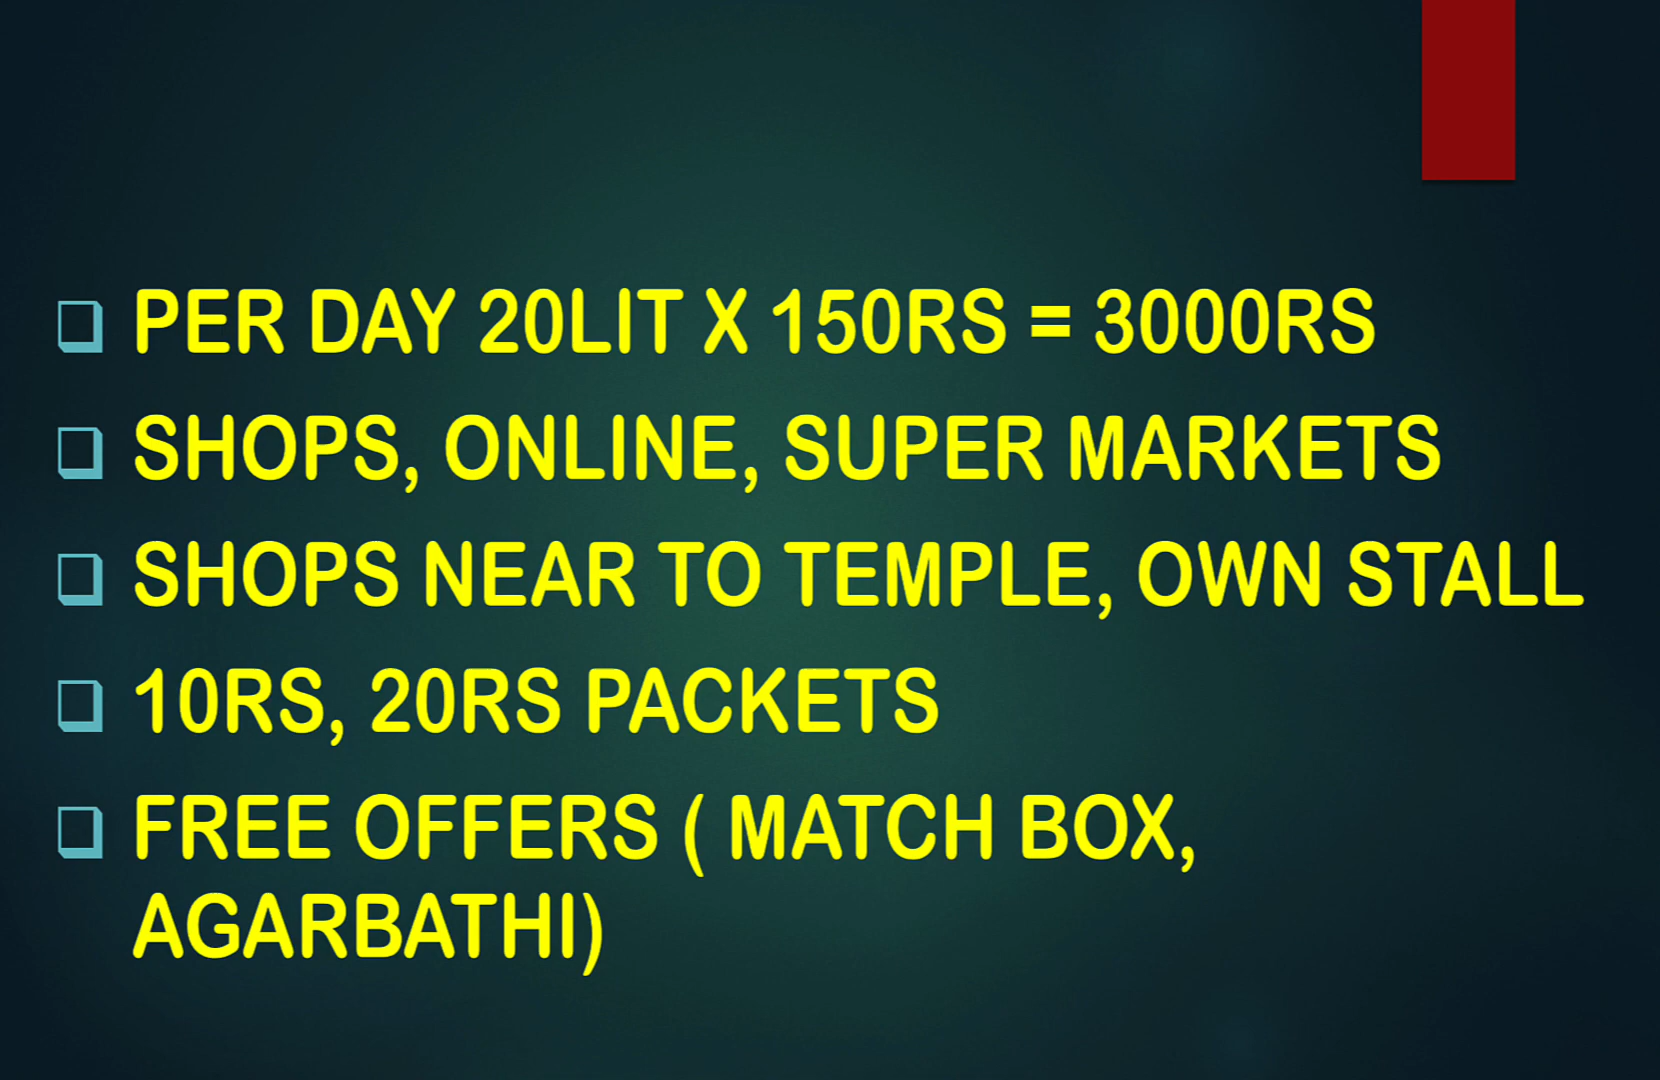 PER DAY 20LIT X 150RS = 3000RS
SHOPS, ONLINE, SUPER MARKETS
SHOPS NEAR TO TEMPLE, OWN STALL
10RS, 20RS PACKETS
FREE OFFERS ( MATCH BOX,
AGARBATHI)